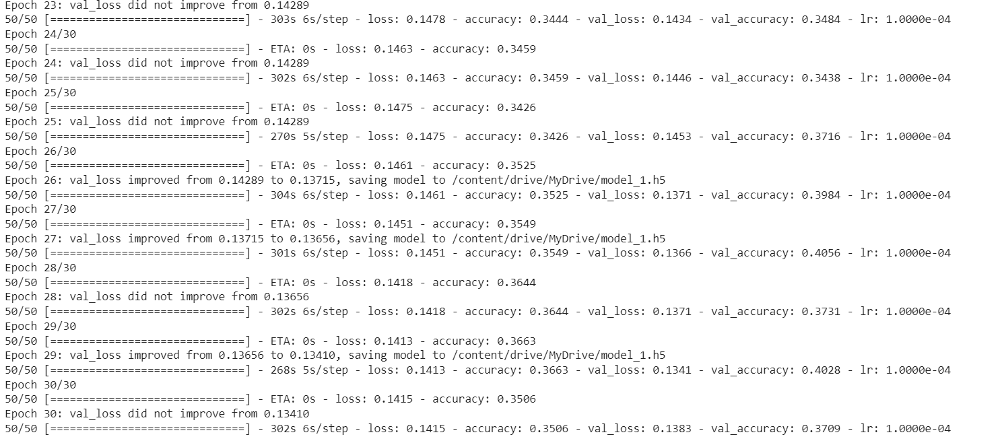 Epoch 23: val_loss did not improve from 0.14289
50/50 [==============================] - 303s 6s/step - loss: 0.1478 - accuracy: 0.3444 - val_loss: 0.1434 - val_accuracy: 0.3484 - lr: 1.0000e-04
Epoch 24/30
50/50 [==============================] - ETA: 0s - loss: 0.1463 - accuracy: 0.3459
Epoch 24: val_loss did not improve from 0.14289
50/50 [==============================] - 302s 6s/step - loss: 0.1463 - accuracy: 0.3459 - val_loss: 0.1446 - val_accuracy: 0.3438 - lr: 1.0000e-04
Epoch 25/30
50/50 [==============================] - ETA: 0s - loss: 0.1475 - accuracy: 0.3426
Epoch 25: val_loss did not improve from 0.14289
50/50 [==============================] - 270s 5s/step - loss: 0.1475 - accuracy: 0.3426 - val_loss: 0.1453 - val_accuracy: 0.3716 - lr: 1.0000e-04
Epoch 26/30
50/50 [==============================] - ETA: 0s - loss: 0.1461 - accuracy: 0.3525
Epoch 26: val_loss improved from 0.14289 to 0.13715, saving model to /content/drive/MyDrive/model_1.h5
50/50 [==============================] - 304s 6s/step - loss: 0.1461 - accuracy: 0.3525 - val_loss: 0.1371 - val_accuracy: 0.3984 - lr: 1.0000e-04
Epoch 27/30
50/50 [==============================] - ETA: 0s - loss: 0.1451 - accuracy: 0.3549
Epoch 27: val_loss improved from 0.13715 to 0.13656, saving model to /content/drive/MyDrive/model_1.h5
50/50 [==============================] - 301s 6s/step - loss: 0.1451 - accuracy: 0.3549 - val_loss: 0.1366 - val_accuracy: 0.4056 - lr: 1.0000e-04
Epoch 28/30
50/50 [==============================] - ETA: 0s - loss: 0.1418 - accuracy: 0.3644
Epoch 28: val_loss did not improve from 0.13656
50/50 [==============================] - 302s 6s/step - loss: 0.1418 - accuracy: 0.3644 - val_loss: 0.1371 - val_accuracy: 0.3731 - lr: 1.0000e-04
Epoch 29/30
50/50 [==============================] - ETA: 0s - loss: 0.1413 - accuracy: 0.3663
Epoch 29: val_loss improved from 0.13656 to 0.13410, saving model to /content/drive/MyDrive/model_1.h5
50/50 [==============================] - 268s 5s/step - loss: 0.1413 - accuracy: 0.3663 - val_loss: 0.1341 - val_accuracy: 0.4028 - lr: 1.0000e-04
Epoch 30/30
50/50 [==============================] - ETA: 0s - loss: 0.1415 - accuracy: 0.3506
Epoch 30: val_loss did not improve from 0.13410
50/50 [==============================] - 302s 6s/step - loss: 0.1415 - accuracy: 0.3506 - val_loss: 0.1383 - val_accuracy: 0.3709 - lr: 1.0000e-04